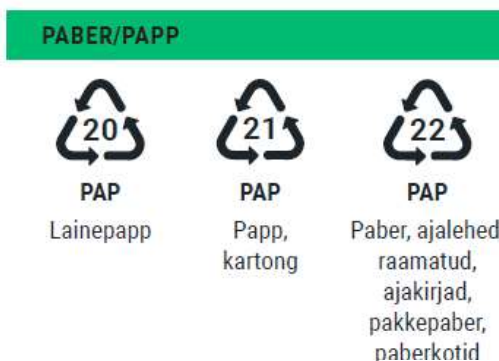 PABER/PAPP
20
PAP
Lainepapp
21
PAP
Papp,
kartong
22
PAP
Paber, ajalehed
raamatud,
ajakirjad,
pakkepaber,
paberkotid